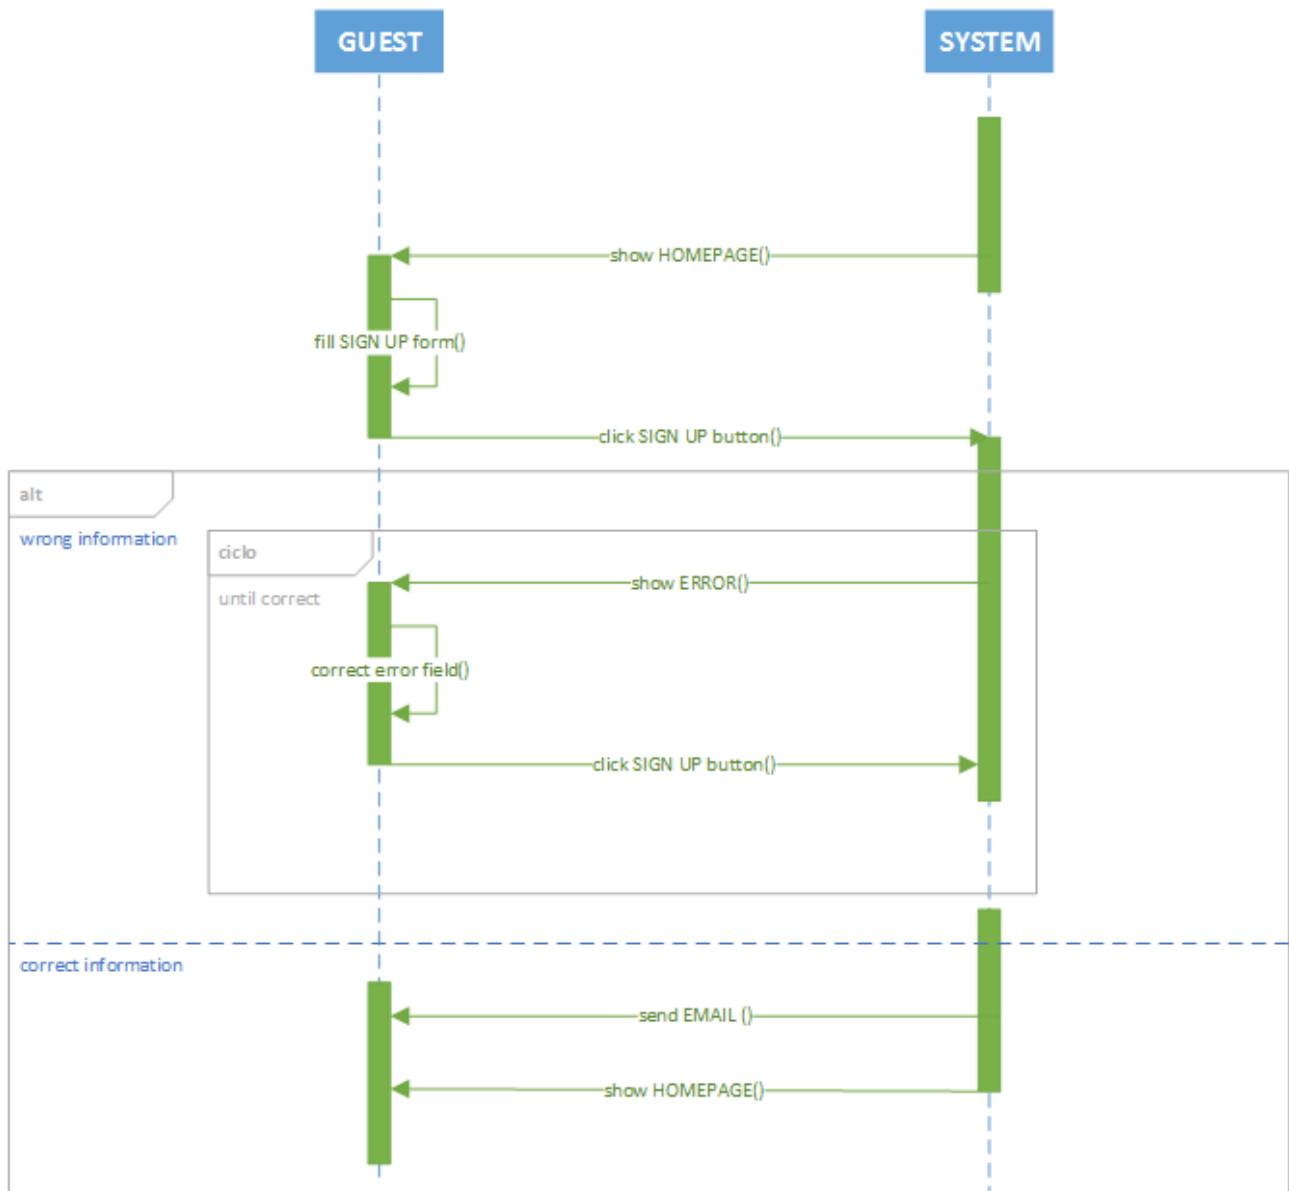 GUEST
SYSTEM
show HOMEPAGE()
fill SIGN UP form()
click SIGN UP button()
alt
wrong information
ciclo
until correct
show ERROR()
correct error field()
click SIGN UP button()
correct information
send EMAIL ()
show HOMEPAGE()